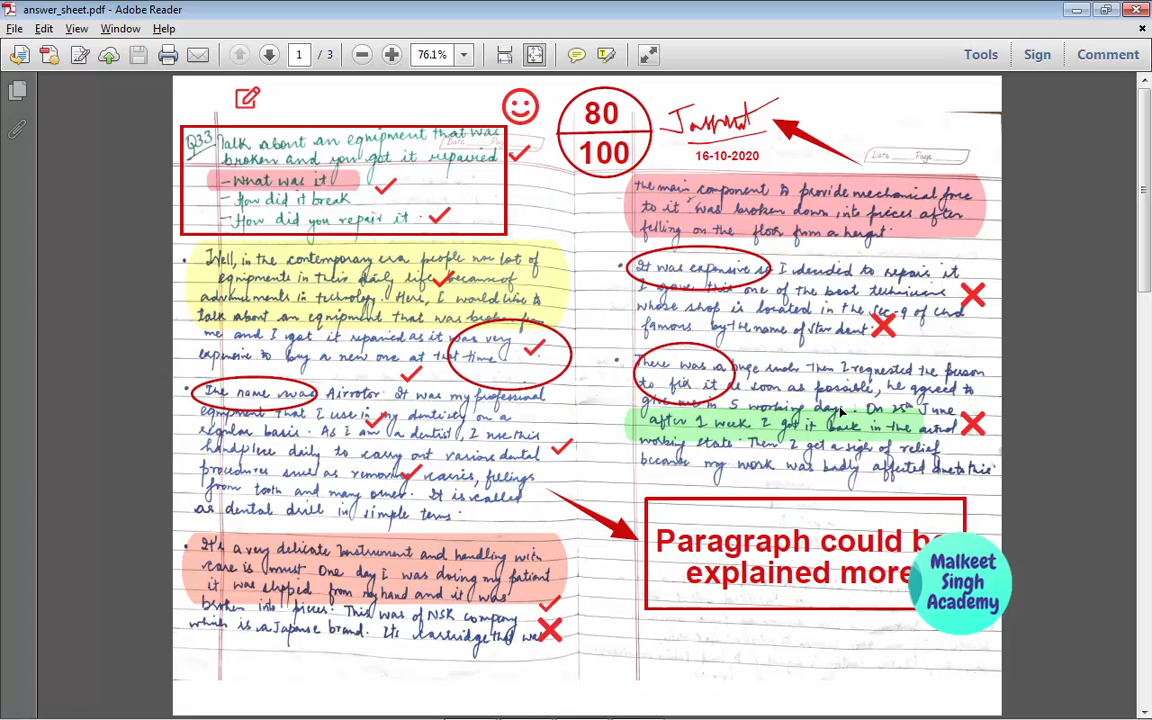 answer_sheet.pdf - Adobe Reader
File Edit View Window Help
1 / 3 76.1% Tools Sign Comment
80
100
16-10-2020
Date Page
Q33 Talk about an equipment that was
broken and you got it repaired
- What was it
- How did it break
- How did you repair it.
Well, in the contemporary era people use lot of
equipments in their daily life because of
advancements in technology. Here, I would like to
talk about an equipment that was broken from
me and I got it repaired as it was very
expensive to buy a new one at that time
The name was Airrotor. It was my professional
equipment that I use in my dentistry on a
regular basis. As I am a dentist, I use this
handpiece daily to carry out various dental
procedures such as removing caries, feelings
from tooth and many other. It is called
as dental drill in simple terms.
It's a very delicate Instrument and handling with
care is must One day I was doing my patient
it was slipped from my hand and it was
broken into pices. This was of NSK company
which is a Japanse brand. Its cartridge that was
the main component to provide mechanical force
to it was broken down into prices after
felling on the floor from a height.
It was expensive so I decided to repair it
I gave this one of the best technicians
whose shop is located in the sec-9 of Chd
famous by the name of Star dent.
There was a huge rush then I requested the person
to fix it as soon as possible, he agreed to
give me in 5 working days. On 25th June
after 1 week I got it back in the actual
working state. Then I get a sigh of relief
because my work was badly affected due to this
Paragraph could be
explained more
Malkeet
Singh
Academy